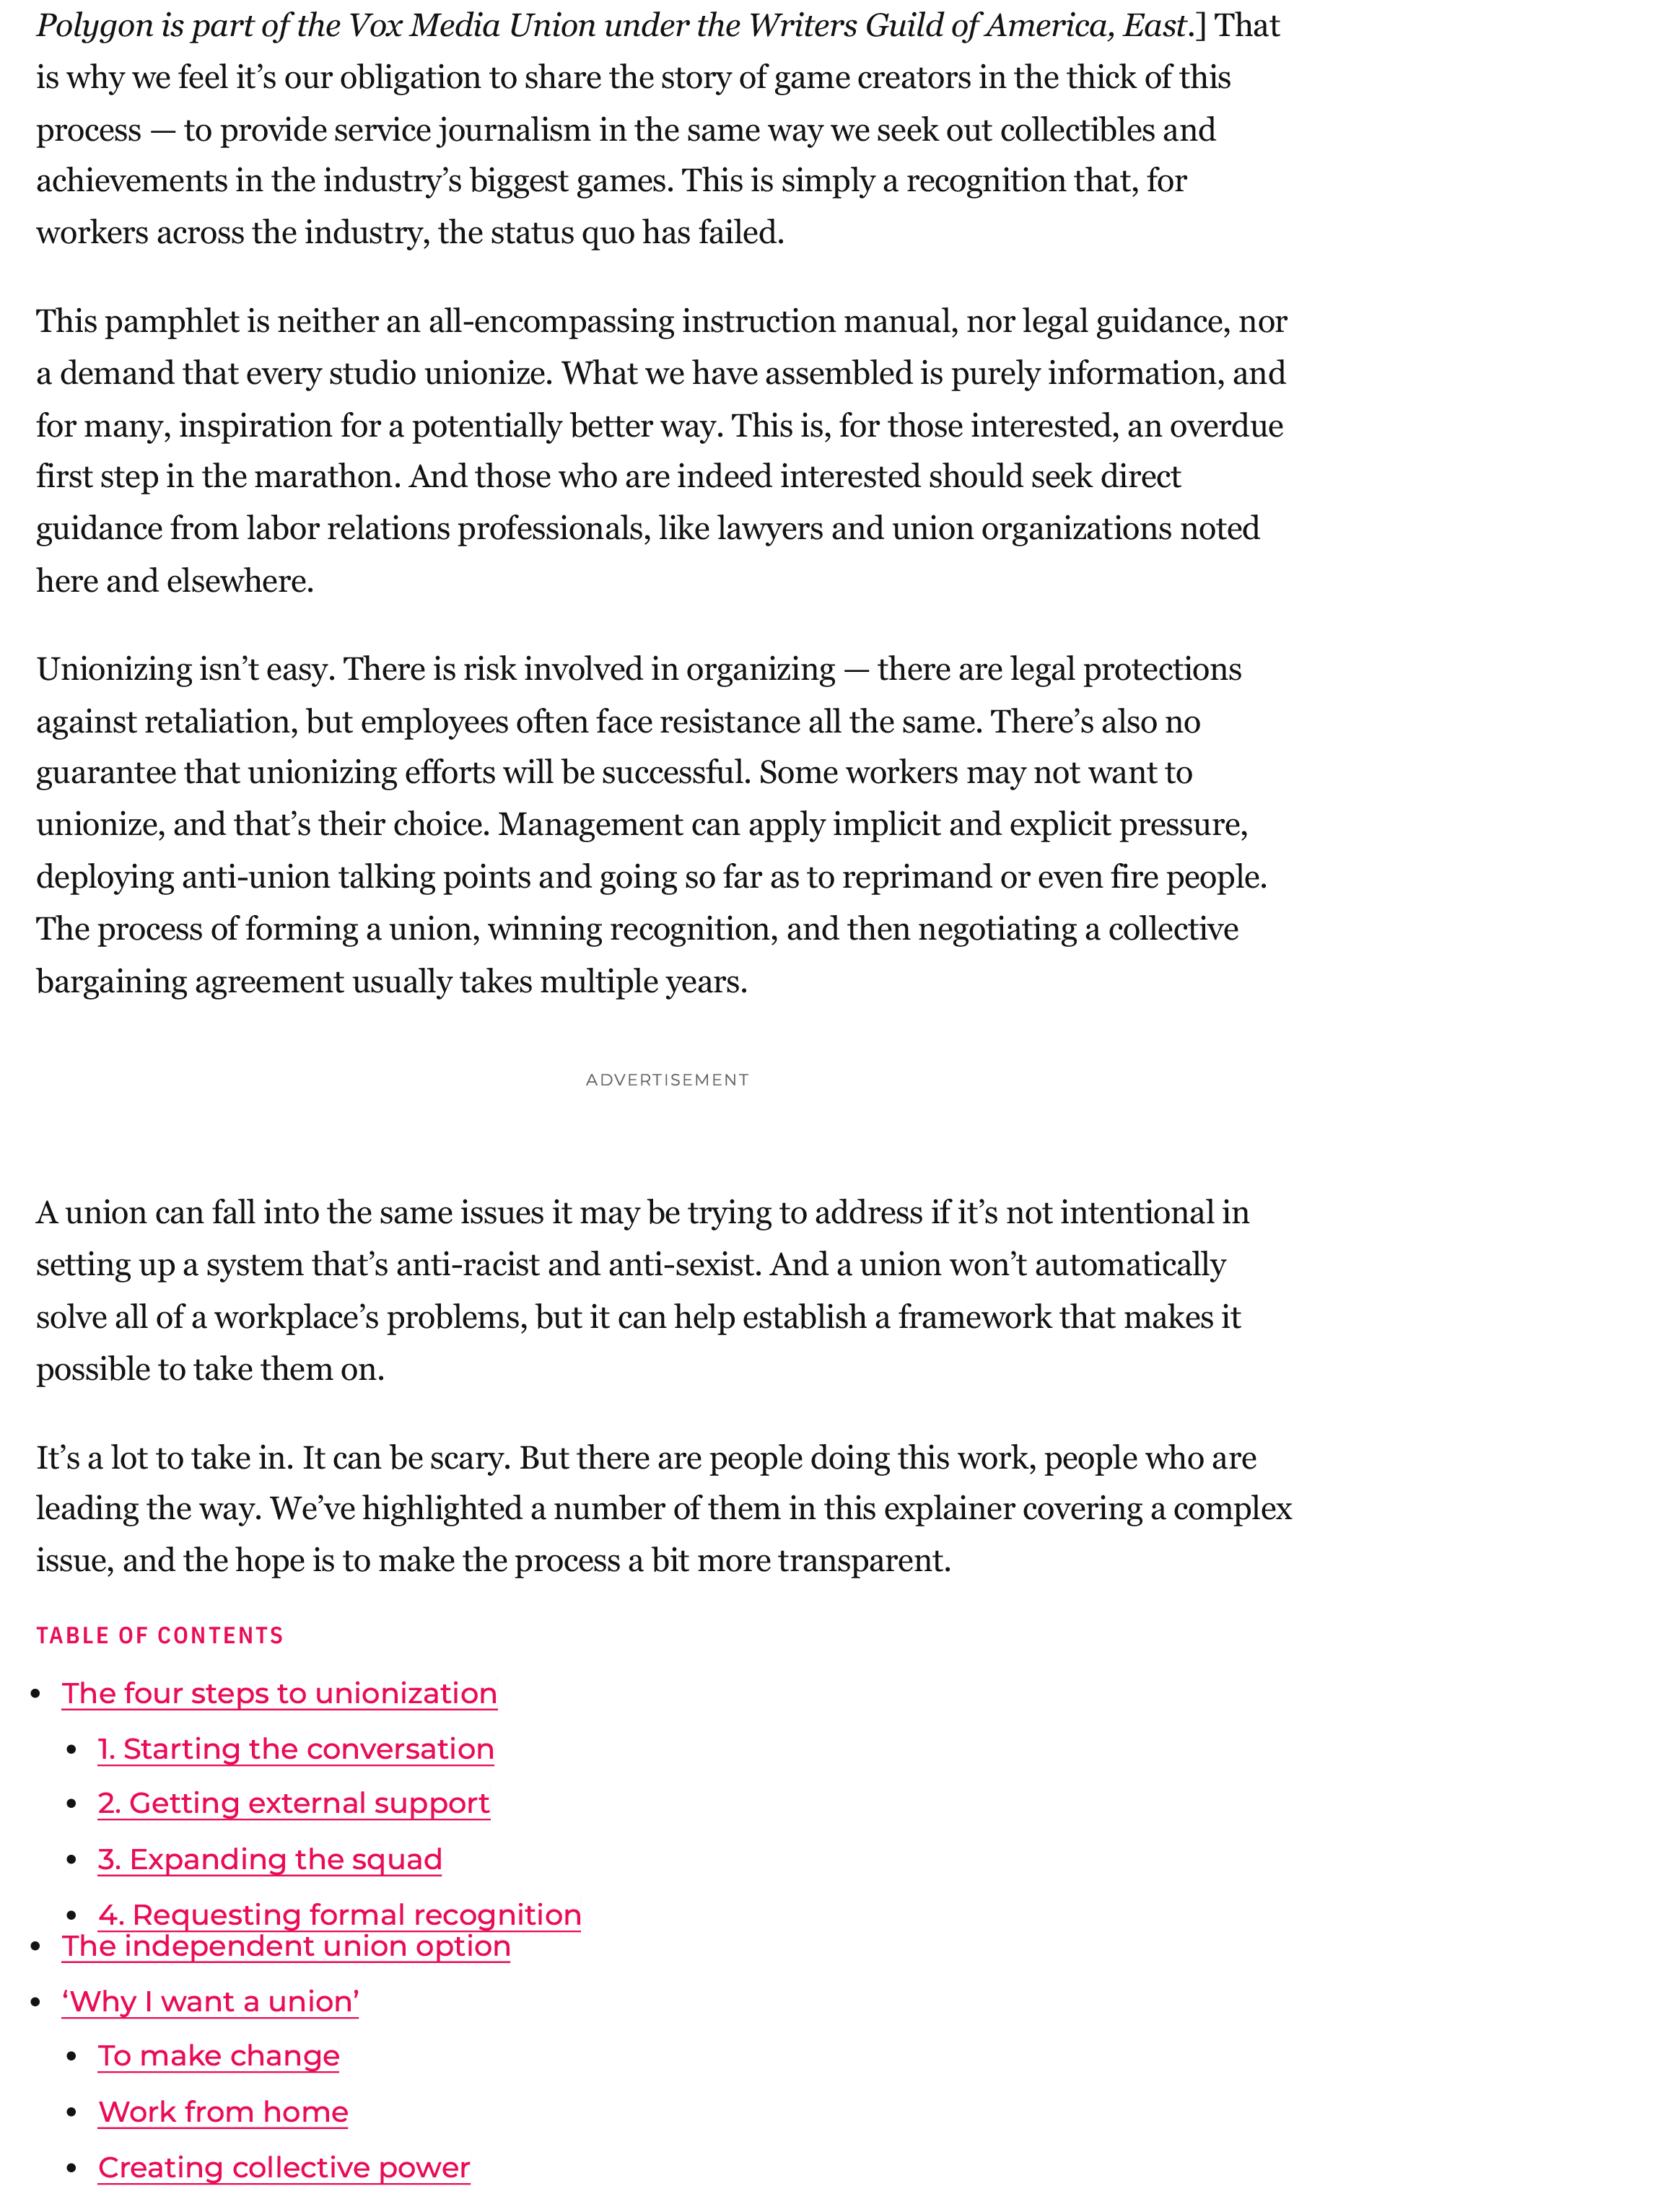 Polygon is part of the Vox Media Union under the Writers Guild of America, East.] That
is why we feel it’s our obligation to share the story of game creators in the thick of this
process — to provide service journalism in the same way we seek out collectibles and
achievements in the industry’s biggest games. This is simply a recognition that, for
workers across the industry, the status quo has failed.
This pamphlet is neither an all-encompassing instruction manual, nor legal guidance, nor
a demand that every studio unionize. What we have assembled is purely information, and
for many, inspiration for a potentially better way. This is, for those interested, an overdue
first step in the marathon. And those who are indeed interested should seek direct
guidance from labor relations professionals, like lawyers and union organizations noted
here and elsewhere.
Unionizing isn’t easy. There is risk involved in organizing — there are legal protections
against retaliation, but employees often face resistance all the same. There’s also no
guarantee that unionizing efforts will be successful. Some workers may not want to
unionize, and that’s their choice. Management can apply implicit and explicit pressure,
deploying anti-union talking points and going so far as to reprimand or even fire people.
The process of forming a union, winning recognition, and then negotiating a collective
bargaining agreement usually takes multiple years.
ADVERTISEMENT
A union can fall into the same issues it may be trying to address if it’s not intentional in
setting up a system that’s anti-racist and anti-sexist. And a union won’t automatically
solve all of a workplace’s problems, but it can help establish a framework that makes it
possible to take them on.
It’s a lot to take in. It can be scary. But there are people doing this work, people who are
leading the way. We’ve highlighted a number of them in this explainer covering a complex
issue, and the hope is to make the process a bit more transparent.
TABLE OF CONTENTS
• The four steps to unionization
• 1. Starting the conversation
• 2. Getting external support
• 3. Expanding the squad
• 4. Requesting formal recognition
• The independent union option
• ‘Why I want a union’
• To make change
• Work from home
• Creating collective power